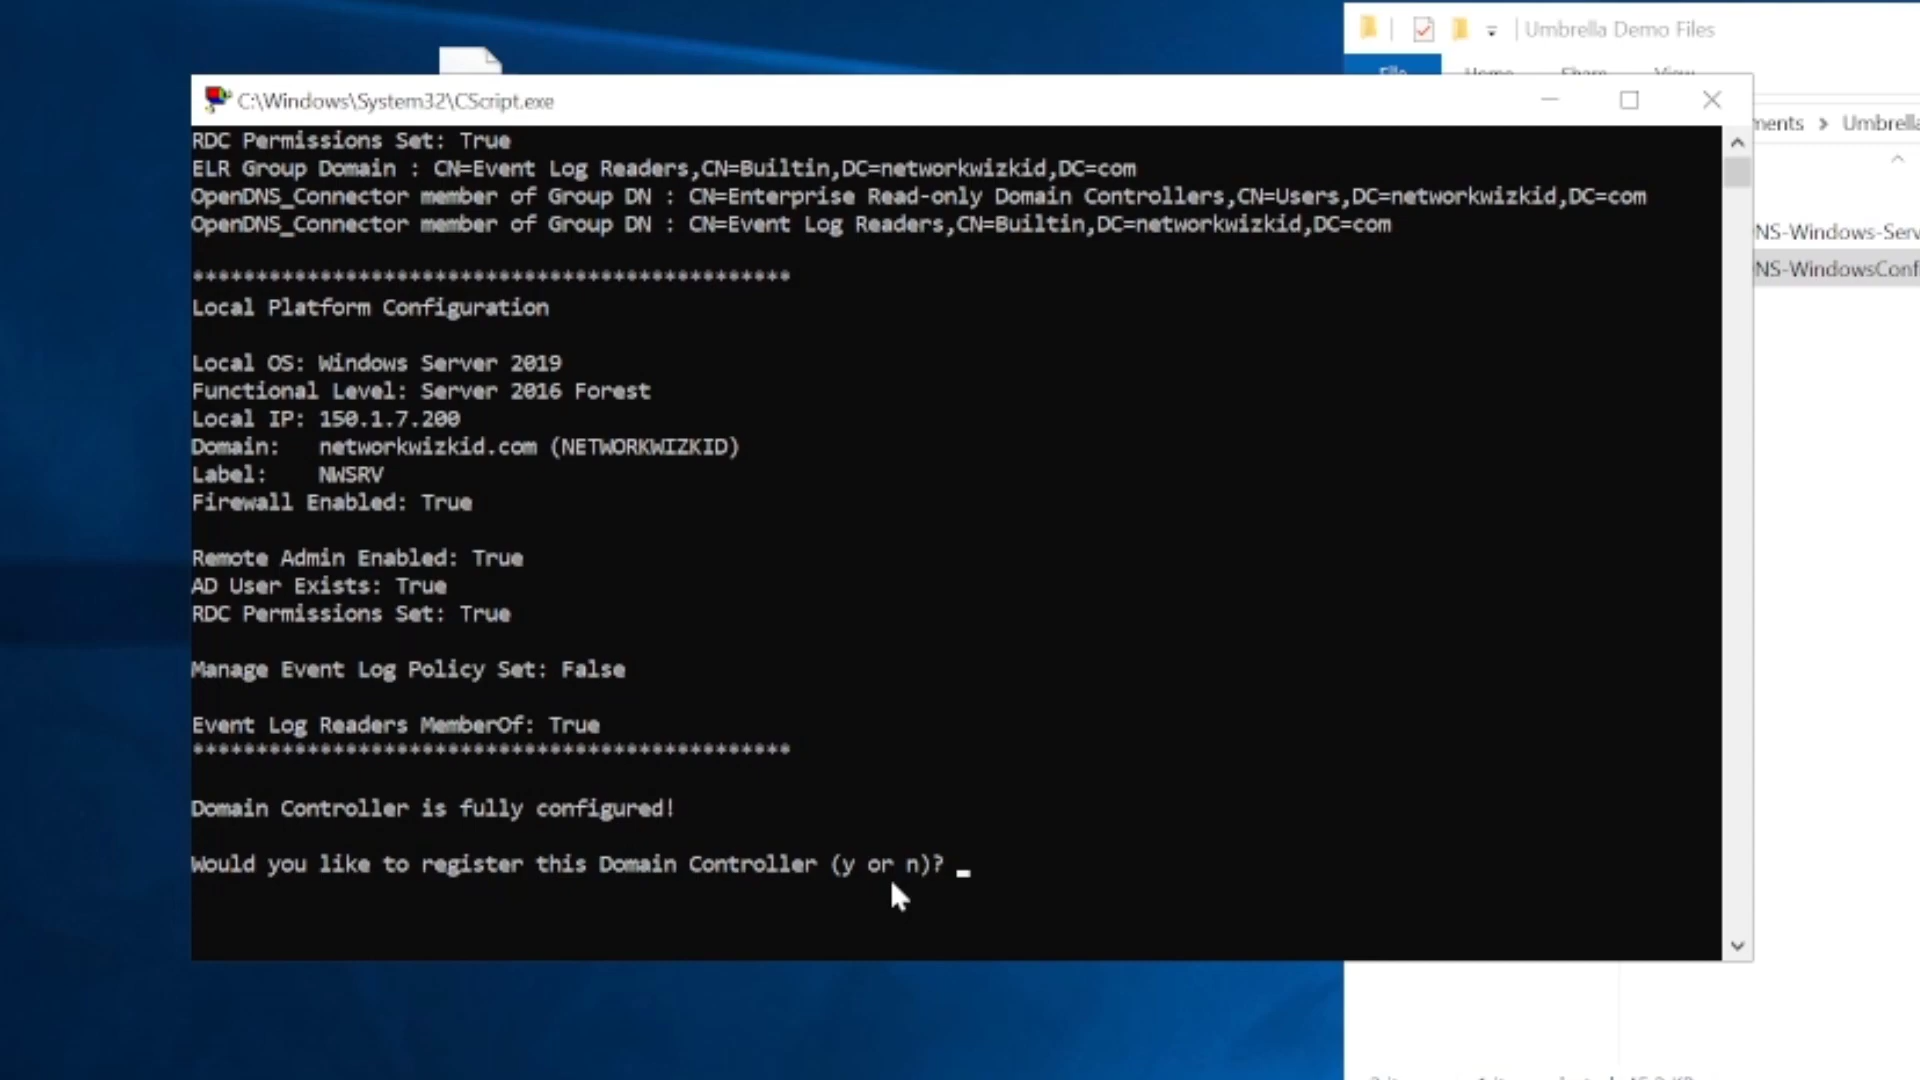 Umbrella Demo Files
File Home Share View
C:\Windows\System32\CScript.exe
ments > Umbrella
RDC Permissions Set: True
ELR Group Domain : CN=Event Log Readers,CN=Builtin,DC=networkwizkid,DC=com
OpenDNS_Connector member of Group DN : CN=Enterprise Read-only Domain Controllers,CN=Users,DC=networkwizkid,DC=com
OpenDNS_Connector member of Group DN : CN=Event Log Readers,CN=Builtin,DC=networkwizkid,DC=com
NS-Windows-Serv
NS-WindowsConfi
***********************************************
Local Platform Configuration
Local OS: Windows Server 2019
Functional Level: Server 2016 Forest
Local IP: 150.1.7.200
Domain: networkwizkid.com (NETWORKWIZKID)
Label: NWSRV
Firewall Enabled: True
Remote Admin Enabled: True
AD User Exists: True
RDC Permissions Set: True
Manage Event Log Policy Set: False
Event Log Readers MemberOf: True
***********************************************
Domain Controller is fully configured!
Would you like to register this Domain Controller (y or n)? _